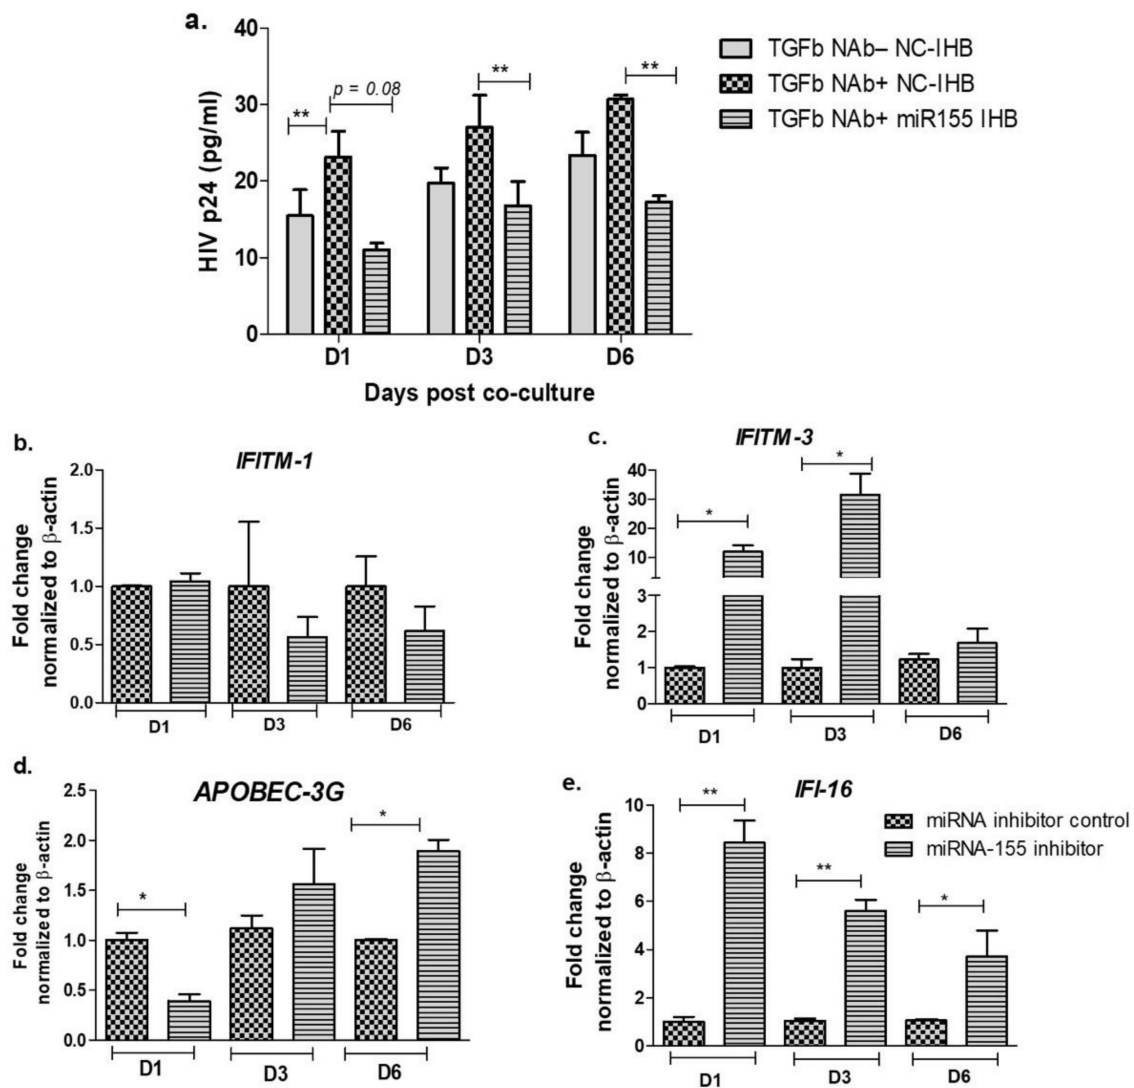 a.
HIV p24 (pg/ml)
40
30
20
10
0
**
p = 0.08
**
**
D1
D3
D6
Days post co-culture
TGFb NAb– NC-IHB
TGFb NAb+ NC-IHB
TGFb NAb+ miR155 IHB
b.
IFITM-1
Fold change
normalized to β-actin
2.0
1.5
1.0
0.5
0.0
D1
D3
D6
c.
IFITM-3
Fold change
normalized to β-actin
40
30
20
10
3
2
1
0
*
*
D1
D3
D6
d.
APOBEC-3G
Fold change
normalized to β-actin
2.5
2.0
1.5
1.0
0.5
0.0
*
*
D1
D3
D6
e.
IFI-16
Fold change
normalized to β-actin
10
8
6
4
2
0
**
**
*
D1
D3
D6
miRNA inhibitor control
miRNA-155 inhibitor